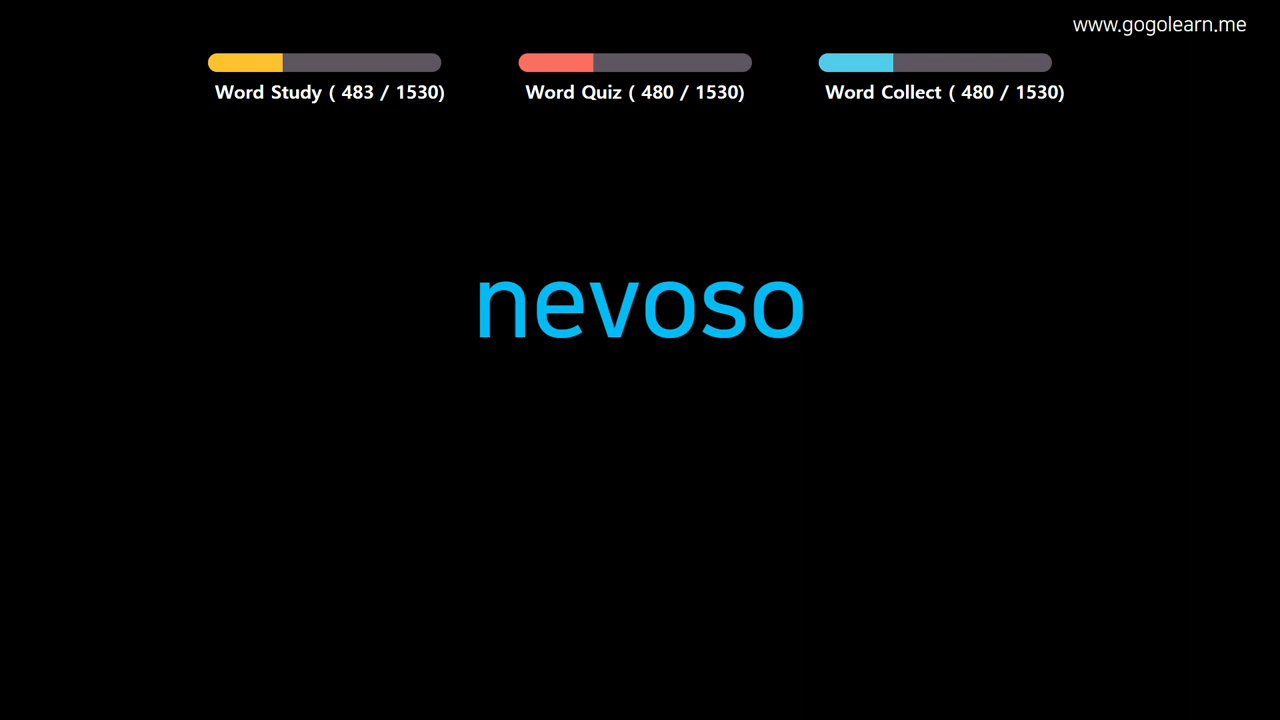 www.gogolearn.me
Word Study ( 483 / 1530)
Word Quiz ( 480 / 1530)
Word Collect ( 480 / 1530)
nevoso